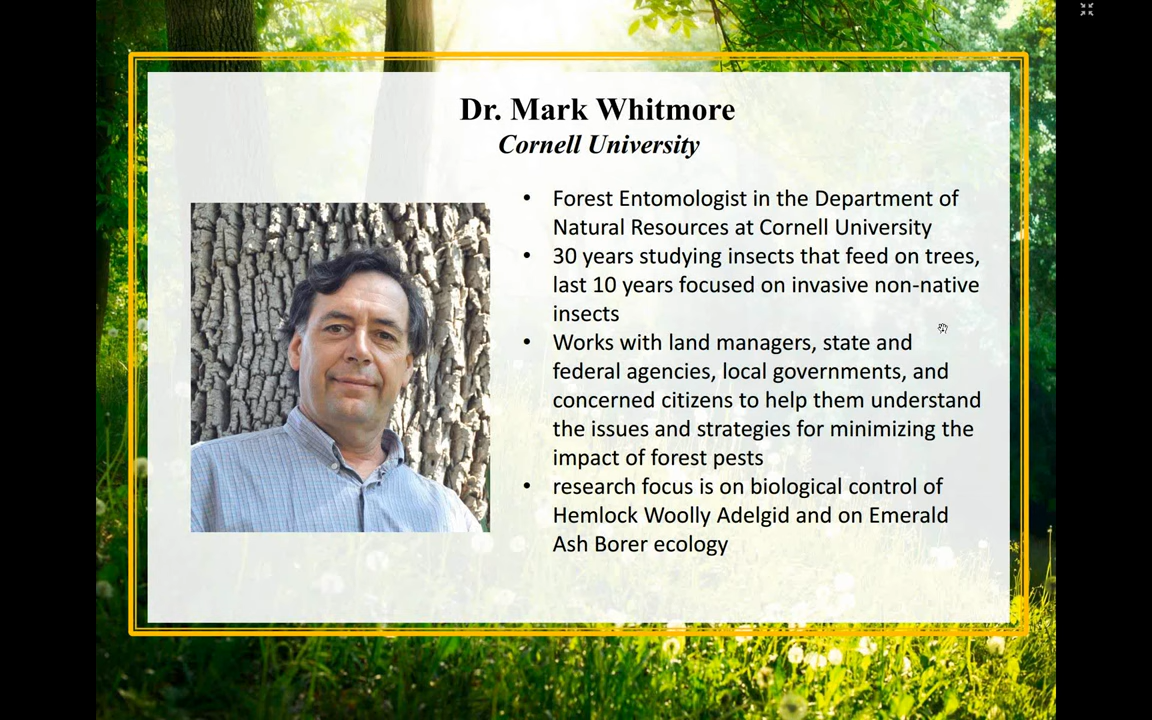 Dr. Mark Whitmore
Cornell University
• Forest Entomologist in the Department of
Natural Resources at Cornell University
• 30 years studying insects that feed on trees,
last 10 years focused on invasive non-native
insects
• Works with land managers, state and
federal agencies, local governments, and
concerned citizens to help them understand
the issues and strategies for minimizing the
impact of forest pests
• research focus is on biological control of
Hemlock Woolly Adelgid and on Emerald
Ash Borer ecology